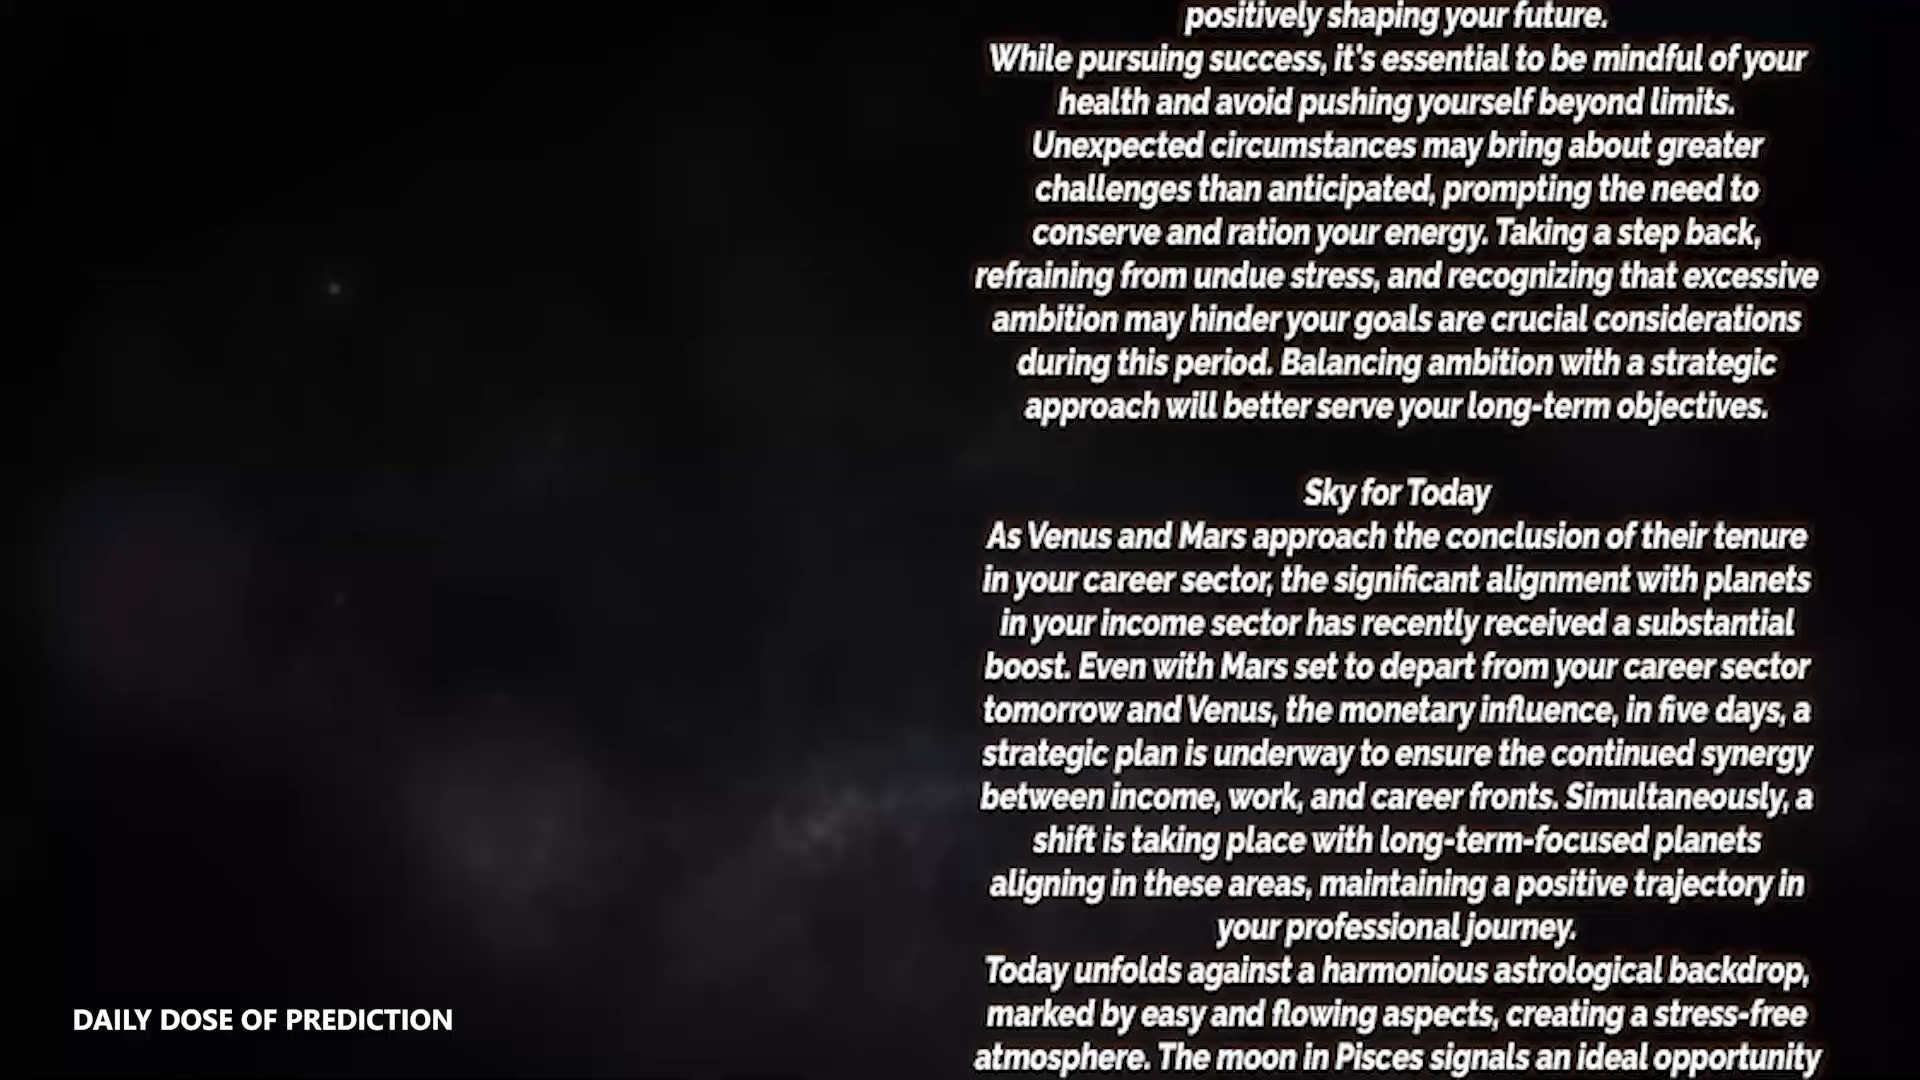 positively shaping your future.
While pursuing success, it's essential to be mindful of your
health and avoid pushing yourself beyond limits.
Unexpected circumstances may bring about greater
challenges than anticipated, prompting the need to
conserve and ration your energy. Taking a step back,
refraining from undue stress, and recognizing that excessive
ambition may hinder your goals are crucial considerations
during this period. Balancing ambition with a strategic
approach will better serve your long-term objectives.
Sky for Today
As Venus and Mars approach the conclusion of their tenure
in your career sector, the significant alignment with planets
in your income sector has recently received a substantial
boost. Even with Mars set to depart from your career sector
tomorrow and Venus, the monetary influence, in five days, a
strategic plan is underway to ensure the continued synergy
between income, work, and career fronts. Simultaneously, a
shift is taking place with long-term-focused planets
aligning in these areas, maintaining a positive trajectory in
your professional journey.
Today unfolds against a harmonious astrological backdrop,
marked by easy and flowing aspects, creating a stress-free
atmosphere. The moon in Pisces signals an ideal opportunity
DAILY DOSE OF PREDICTION